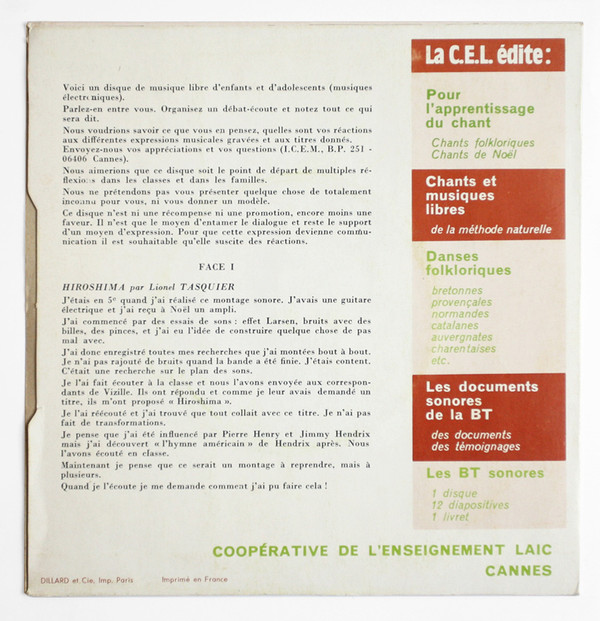 Voici un disque de musique libre d'enfants et d'adolescents (musiques
électroniques).
Parlez-en entre vous. Organisez un débat-écoute et notez tout ce qui
sera dit.
Nous voudrions savoir ce que vous en pensez, quelles sont vos réactions
aux différentes expressions musicales gravées et aux titres donnés.
Envoyez-nous vos appréciations et vos questions (I.C.E.M., B.P. 251 -
06406 Cannes).
Nous aimerions que ce disque soit le point de départ de multiples ré-
flexions dans les classes et dans les familles.
Nous ne prétendons pas vous présenter quelque chose de totalement
inconnu pour vous, ni vous donner un modèle.
Ce disque n'est ni une récompense ni une promotion, encore moins une
faveur. Il n'est que le moyen d'entamer le dialogue et reste le support
d'un moyen d'expression. Pour que cette expression devienne commu-
nication il est souhaitable qu'elle suscite des réactions.
FACE I
HIROSHIMA par Lionel TASQUIER
J'étais en 5e quand j'ai réalisé ce montage sonore. J'avais une guitare
électrique et j'ai reçu à Noël un ampli.
J'ai commencé par des essais de sons : effet Larsen, bruits avec des
billes, des pinces, et j'ai eu l'idée de construire quelque chose de pas
mal avec.
J'ai donc enregistré toutes mes recherches que j'ai montées bout à bout.
Je n'ai pas rajouté de bruits quand la bande a été finie. J'étais content.
C'était une recherche sur le plan des sons.
Je l'ai fait écouter à la classe et nous l'avons envoyée aux correspon-
dants de Vizille. Ils ont répondu et comme je leur avais demandé un
titre, ils m'ont proposé « Hiroshima ».
Je l'ai réécouté et j'ai trouvé que tout collait avec ce titre. Je n'ai pas
fait de transformations.
Je pense que j'ai été influencé par Pierre Henry et Jimmy Hendrix
mais j'ai découvert « l'hymne américain » de Hendrix après. Nous
l'avons écouté en classe.
Maintenant je pense que ce serait un montage à reprendre, mais à
plusieurs.
Quand je l'écoute je me demande comment j'ai pu faire cela !
La C.E.L. édite :
Pour
l'apprentissage
du chant
Chants folkloriques
Chants de Noël
Chants et
musiques
libres
de la méthode naturelle
Danses
folkloriques
bretonnes
provençales
normandes
catalanes
auvergnates
charentaises
etc.
Les documents
sonores
de la BT
des documents
des témoignages
Les BT sonores
1 disque
12 diapositives
1 livret
COOPÉRATIVE DE L'ENSEIGNEMENT LAIC
CANNES
DILLARD et Cie, Imp. Paris Imprimé en France